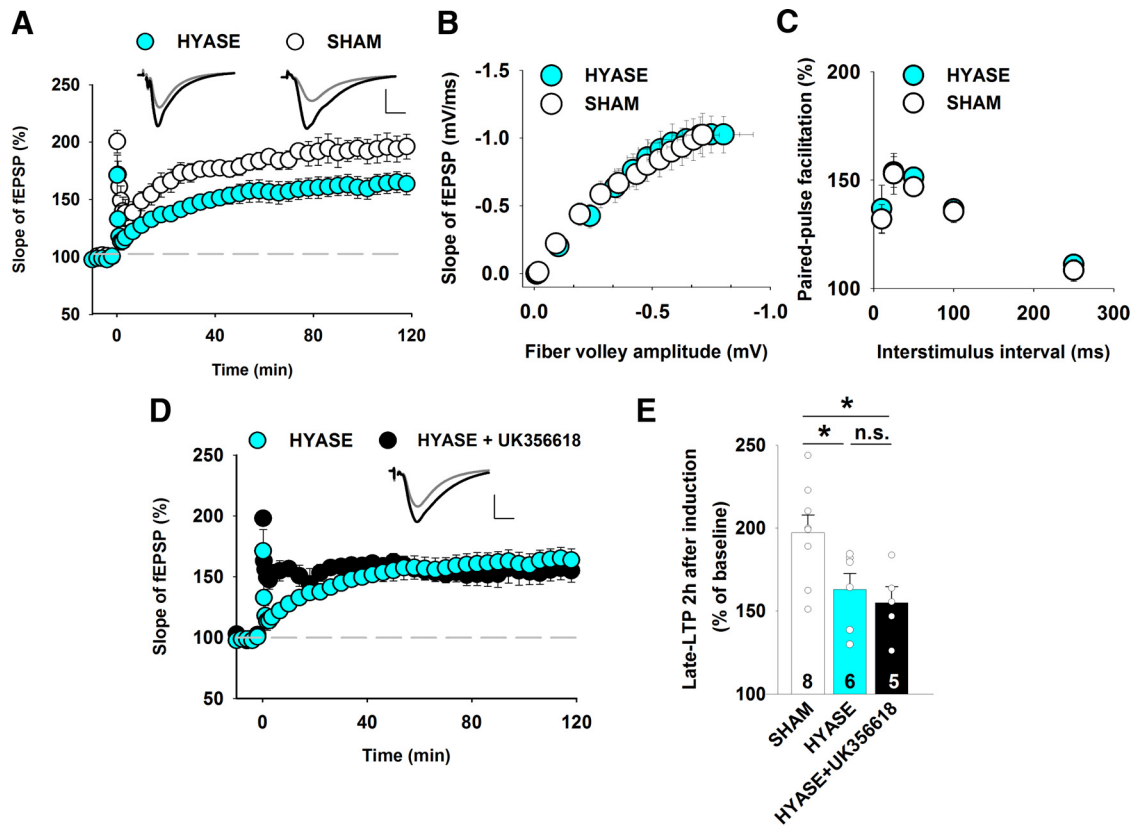 A
HYASE SHAM
Slope of fEPSP (%)
250
200
150
100
50
0 40 80 120
Time (min)
B
HYASE
SHAM
Slope of fEPSP (mV/ms)
-1.5
-1.0
-0.5
0.0
0.0 -0.5 -1.0
Fiber volley amplitude (mV)
C
HYASE
SHAM
Paired-pulse facilitation (%)
200
150
100
0 100 200 300
Interstimulus interval (ms)
D
HYASE HYASE + UK356618
Slope of fEPSP (%)
250
200
150
100
50
0 40 80 120
Time (min)
E
*
* n.s.
Late-LTP 2h after induction
(% of baseline)
250
200
150
100
8 6 5
SHAM
HYASE
HYASE+UK356618